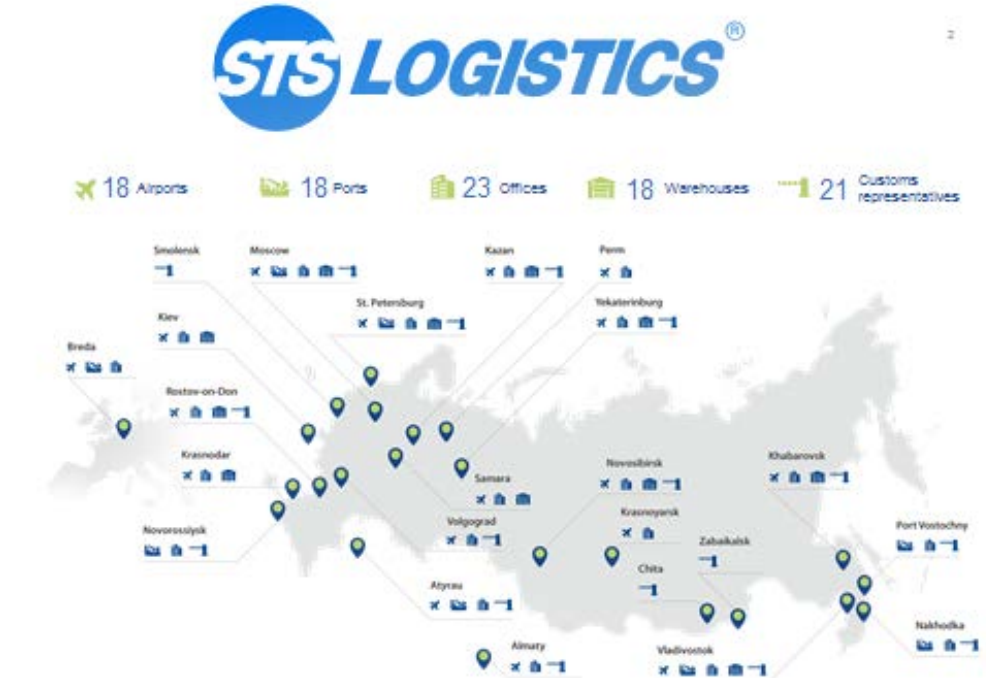 2
STS LOGISTICS®
18 Airports
18 Ports
23 Offices
18 Warehouses
21 Customs
representatives
Smolensk
Moscow
Kazan
Perm
St. Petersburg
Yekaterinburg
Kiev
Breda
Rostov-on-Don
Krasnodar
Samara
Novosibirsk
Khabarovsk
Novorossiysk
Volgograd
Krasnoyarsk
Port Vostochny
Zabaikalsk
Chita
Atyrau
Nakhodka
Almaty
Vladivostok